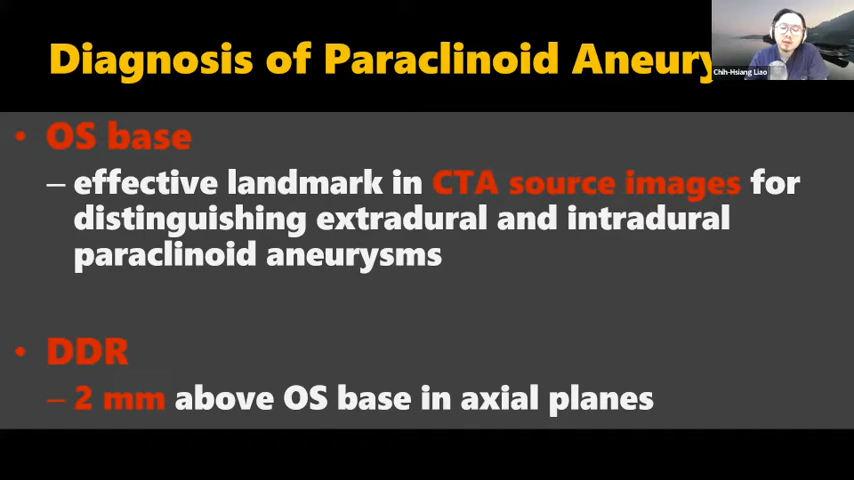 Diagnosis of Paraclinoid Aneury
Chih-Hsiang Liao
• OS base
– effective landmark in CTA source images for
distinguishing extradural and intradural
paraclinoid aneurysms
• DDR
– 2 mm above OS base in axial planes